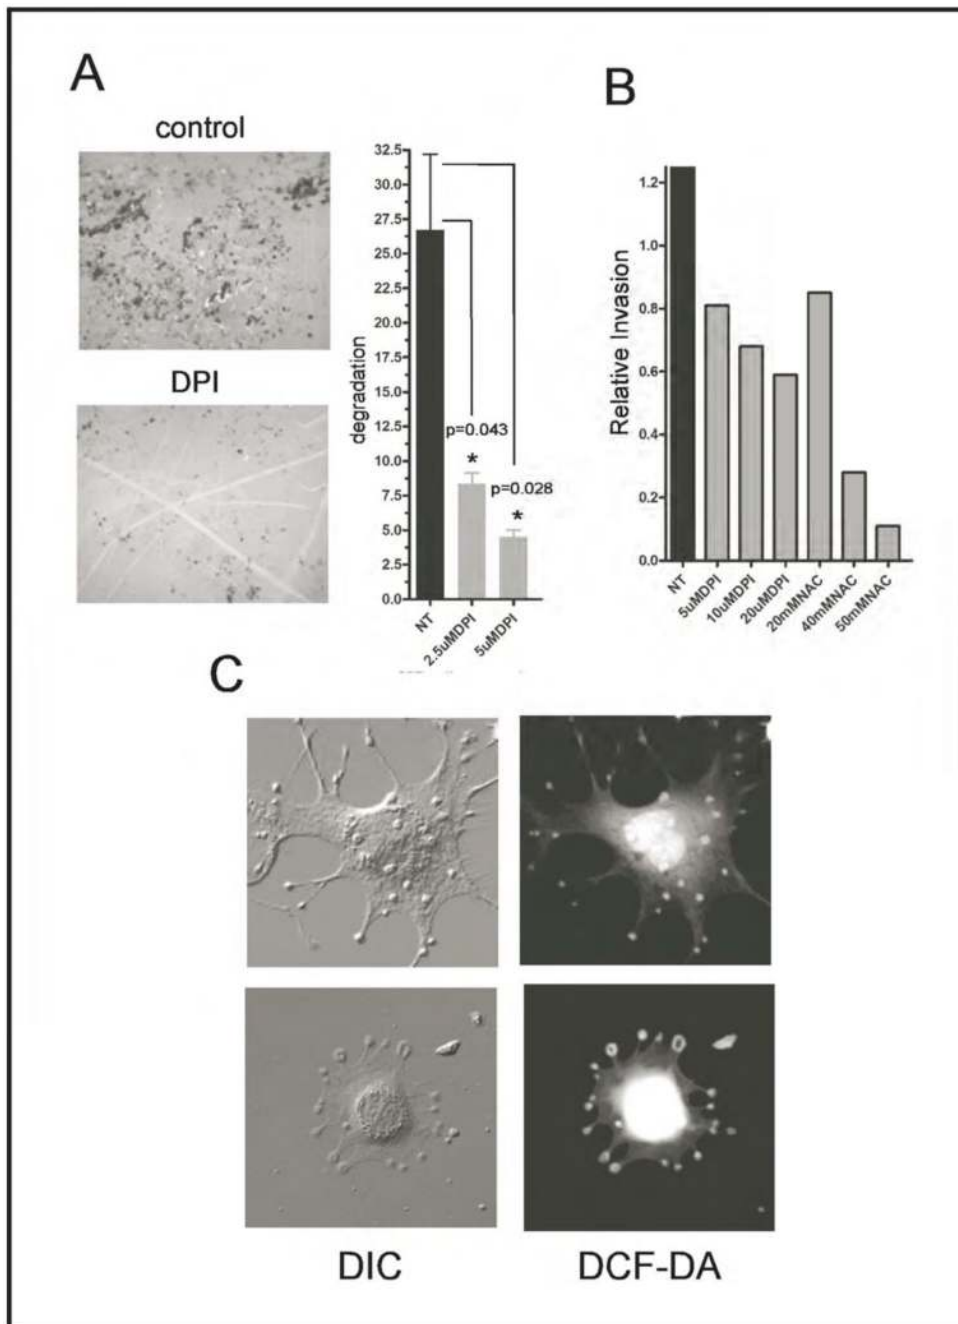 A
control
DPI
degradation
32.5
30.0
27.5
25.0
22.5
20.0
17.5
15.0
12.5
10.0
7.5
5.0
2.5
0.0
p=0.043
*
p=0.028
*
NT
2.5uMDPI
5uMDPI
B
Relative Invasion
1.2
1.0
0.8
0.6
0.4
0.2
0.0
NT
5uMDPI
10uMDPI
20uMDPI
20mMNAC
40mMNAC
50mMNAC
C
DIC
DCF-DA